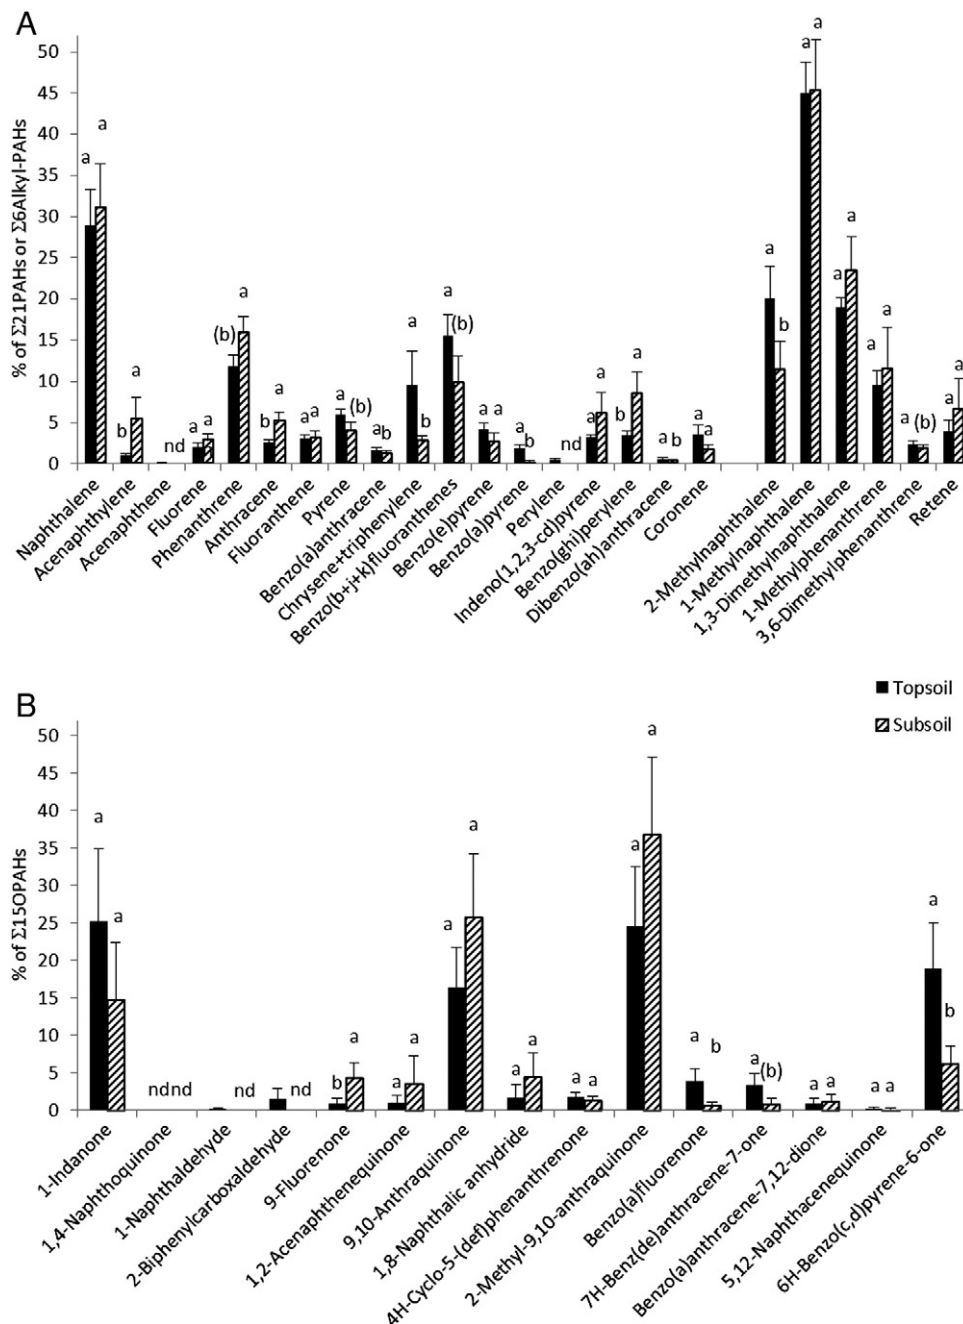 A
% of Σ21PAHs or Σ6Alkyl-PAHs
50
45
40
35
30
25
20
15
10
5
0
a
a
b
a
nd
a
a
(b)
a
b
a
a
a
a
(b)
a
b
a
b
a
(b)
a
a
a
b
nd
a
a
b
a
a
b
a
a
a
b
a
a
a
a
a
a
a
(b)
a
a
Naphthalene
Acenaphthylene
Acenaphthene
Fluorene
Phenanthrene
Anthracene
Fluoranthene
Pyrene
Benzo(a)anthracene
Chrysene+triphenylene
Benzo(b+j+k)fluoranthenes
Benzo(e)pyrene
Benzo(a)pyrene
Perylene
Indeno(1,2,3-cd)pyrene
Benzo(ghi)perylene
Dibenzo(ah)anthracene
Coronene
2-Methylnaphthalene
1-Methylnaphthalene
1,3-Dimethylnaphthalene
1-Methylphenanthrene
3,6-Dimethylphenanthrene
Retene
B
Topsoil
Subsoil
% of Σ15OPAHs
50
45
40
35
30
25
20
15
10
5
0
a
a
ndnd
nd
nd
b
a
a
a
a
a
a
a
a
a
a
a
a
b
a
(b)
a
a
a
a
a
b
1-Indanone
1,4-Naphthoquinone
1-Naphthaldehyde
2-Biphenylcarboxaldehyde
9-Fluorenone
1,2-Acenaphthenequinone
9,10-Anthraquinone
1,8-Naphthalic anhydride
4H-Cyclo-5-(def)phenanthrenone
2-Methyl-9,10-anthraquinone
Benzo(a)fluorenone
7H-Benz(de)anthracene-7-one
Benzo(a)anthracene-7,12-dione
5,12-Naphthacenequinone
6H-Benzo(c,d)pyrene-6-one